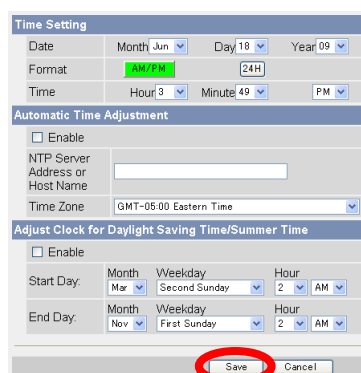 Time Setting
Date Month Jun Day 18 Year 09
Format AM/PM 24H
Time Hour 3 Minute 49 PM
Automatic Time Adjustment
Enable
NTP Server
Address or
Host Name
Time Zone GMT-05:00 Eastern Time
Adjust Clock for Daylight Saving Time/Summer Time
Enable
Start Day: Month Weekday Hour
Mar Second Sunday 2 AM
End Day: Month Weekday Hour
Nov First Sunday 2 AM
Save Cancel